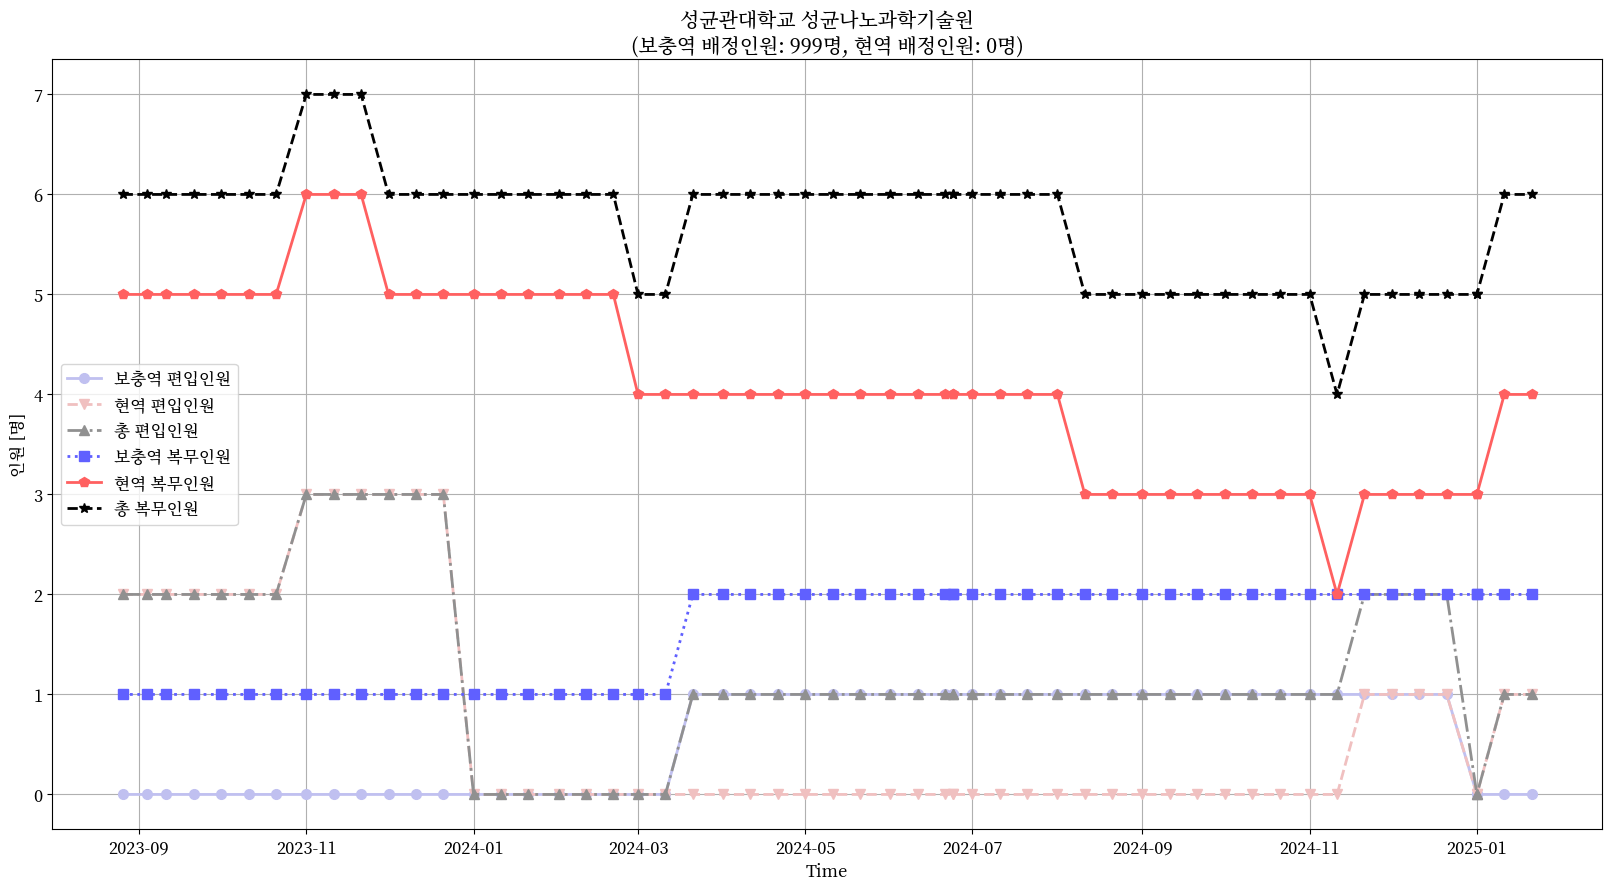 성균관대학교 성균나노과학기술원
(보충역 배정인원: 999명, 현역 배정인원: 0명)
7
6
5
4
3
2
1
0
인원 [명]
보충역 편입인원
현역 편입인원
총 편입인원
보충역 복무인원
현역 복무인원
총 복무인원
2023-09 2023-11 2024-01 2024-03 2024-05 2024-07 2024-09 2024-11 2025-01
Time